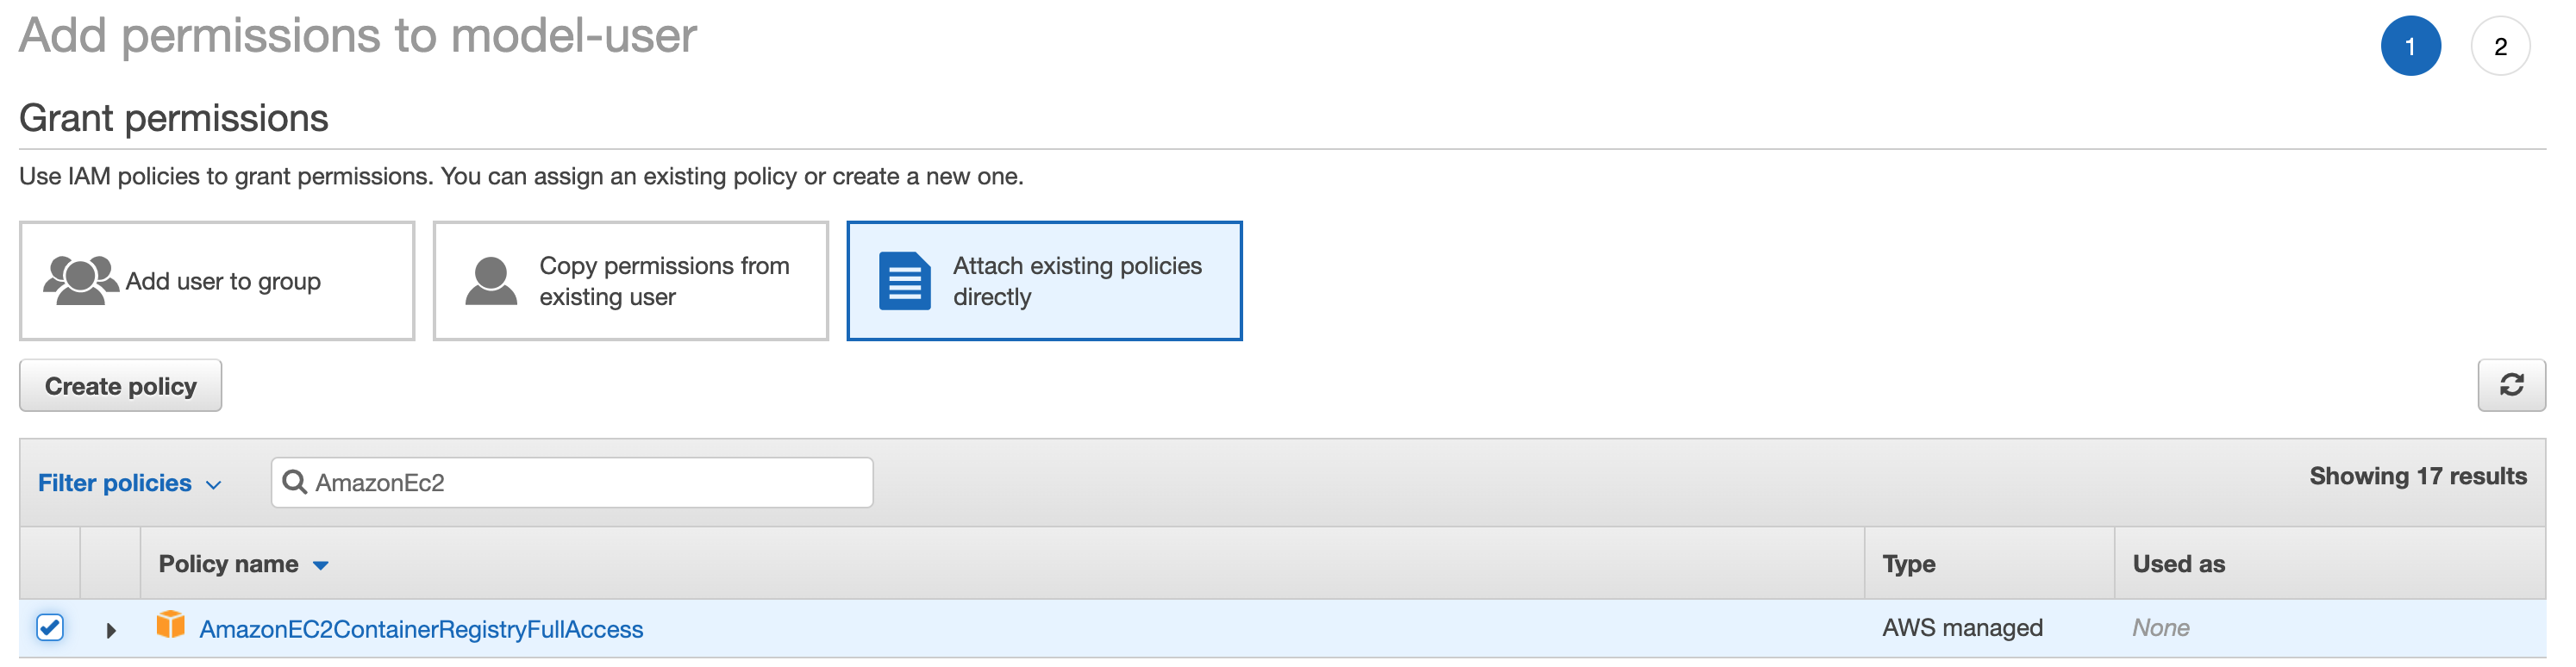 Add permissions to model-user
1
2
Grant permissions
Use IAM policies to grant permissions. You can assign an existing policy or create a new one.
Add user to group
Copy permissions from
existing user
Attach existing policies
directly
Create policy
Filter policies
AmazonEc2
Showing 17 results
Policy name
Type
Used as
AmazonEC2ContainerRegistryFullAccess
AWS managed
None